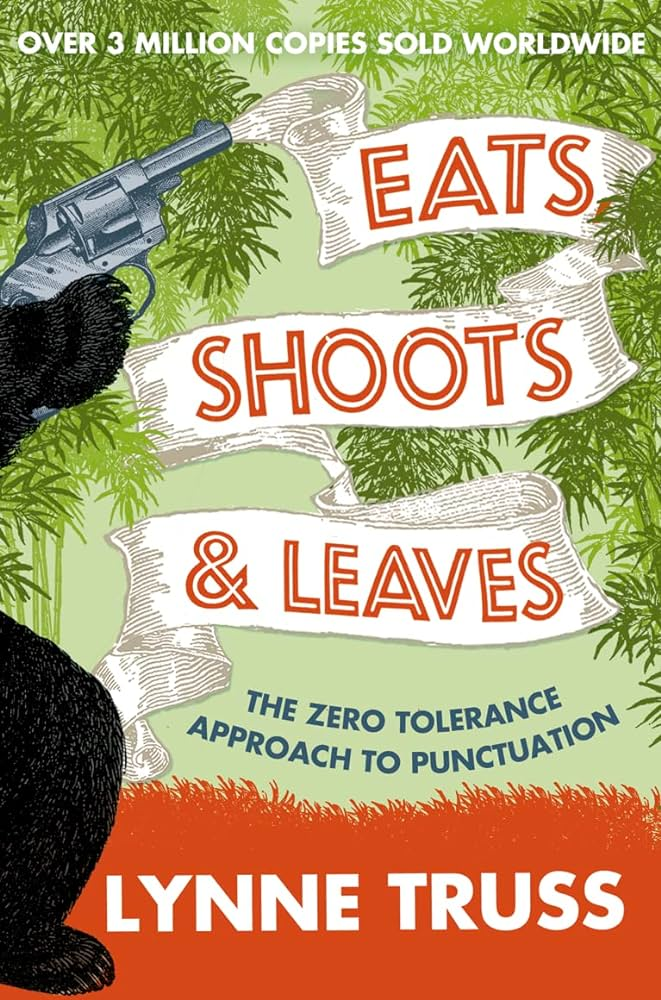 OVER 3 MILLION COPIES SOLD WORLDWIDE
EATS,
SHOOTS
& LEAVES
THE ZERO TOLERANCE
APPROACH TO PUNCTUATION
LYNNE TRUSS